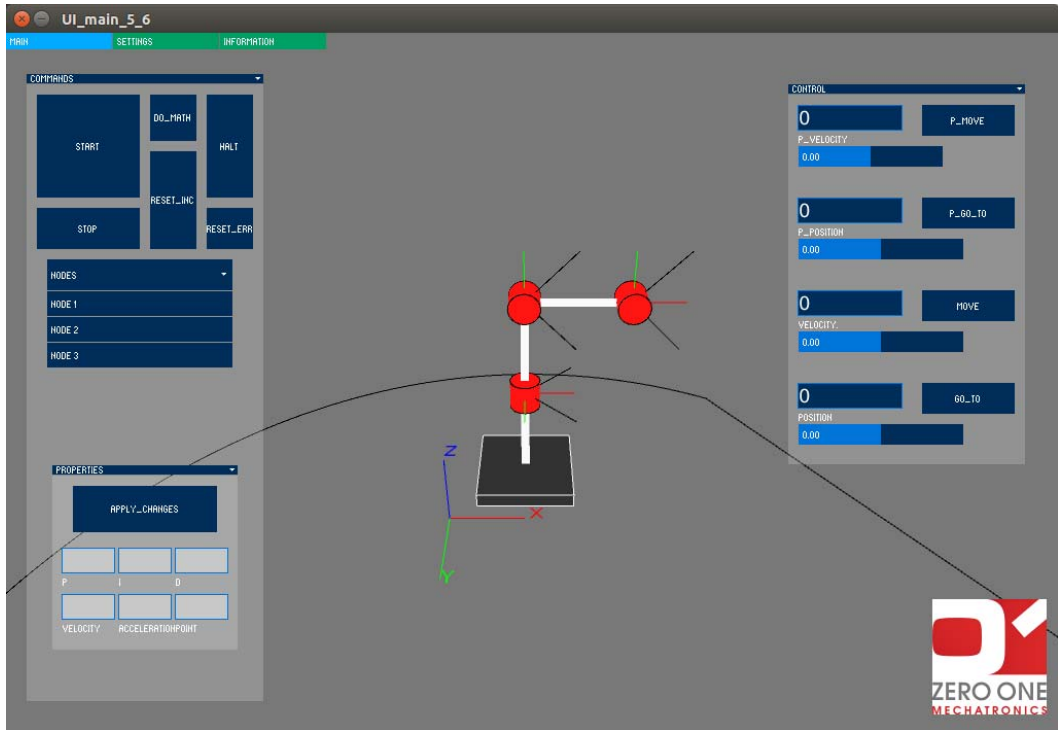 UI_main_5_6
MAIN
SETTINGS
INFORMATION
COMMANDS
START
DO_MATH
HALT
RESET_INC
STOP
RESET_ERR
NODES
NODE 1
NODE 2
NODE 3
PROPERTIES
APPLY_CHANGES
P
I
D
VELOCITY
ACCELERATION
POINT
Z
X
Y
CONTROL
0
P_MOVE
P_VELOCITY
0.00
0
P_GO_TO
P_POSITION
0.00
0
MOVE
VELOCITY.
0.00
0
GO_TO
POSITION
0.00
01
ZERO ONE
MECHATRONICS